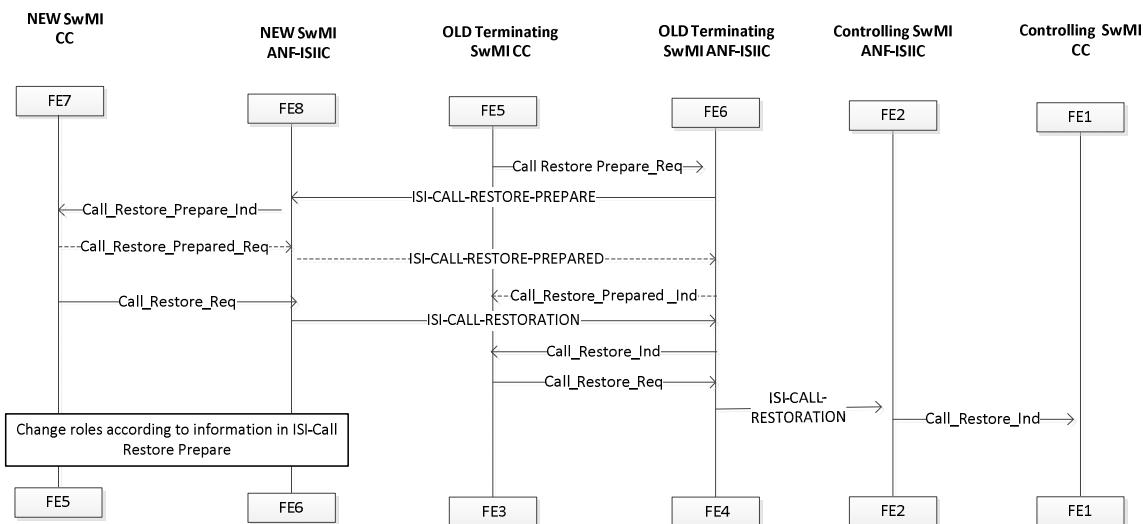 NEW SwMI
CC
NEW SwMI
ANF-ISIIC
OLD Terminating
SwMI CC
OLD Terminating
SwMI ANF-ISIIC
Controlling SwMI
ANF-ISIIC
Controlling SwMI
CC
FE7
FE8
FE5
FE6
FE2
FE1
Call Restore Prepare_Req
ISI-CALL-RESTORE-PREPARE
Call_Restore_Prepare_Ind
Call_Restore_Prepared_Req
ISI-CALL-RESTORE-PREPARED
Call_Restore_Prepared _Ind
Call_Restore_Req
ISI-CALL-RESTORATION
Call_Restore_Ind
Call_Restore_Req
ISI-CALL-
RESTORATION
Call_Restore_Ind
Change roles according to information in ISI-Call
Restore Prepare
FE5
FE6
FE3
FE4
FE2
FE1